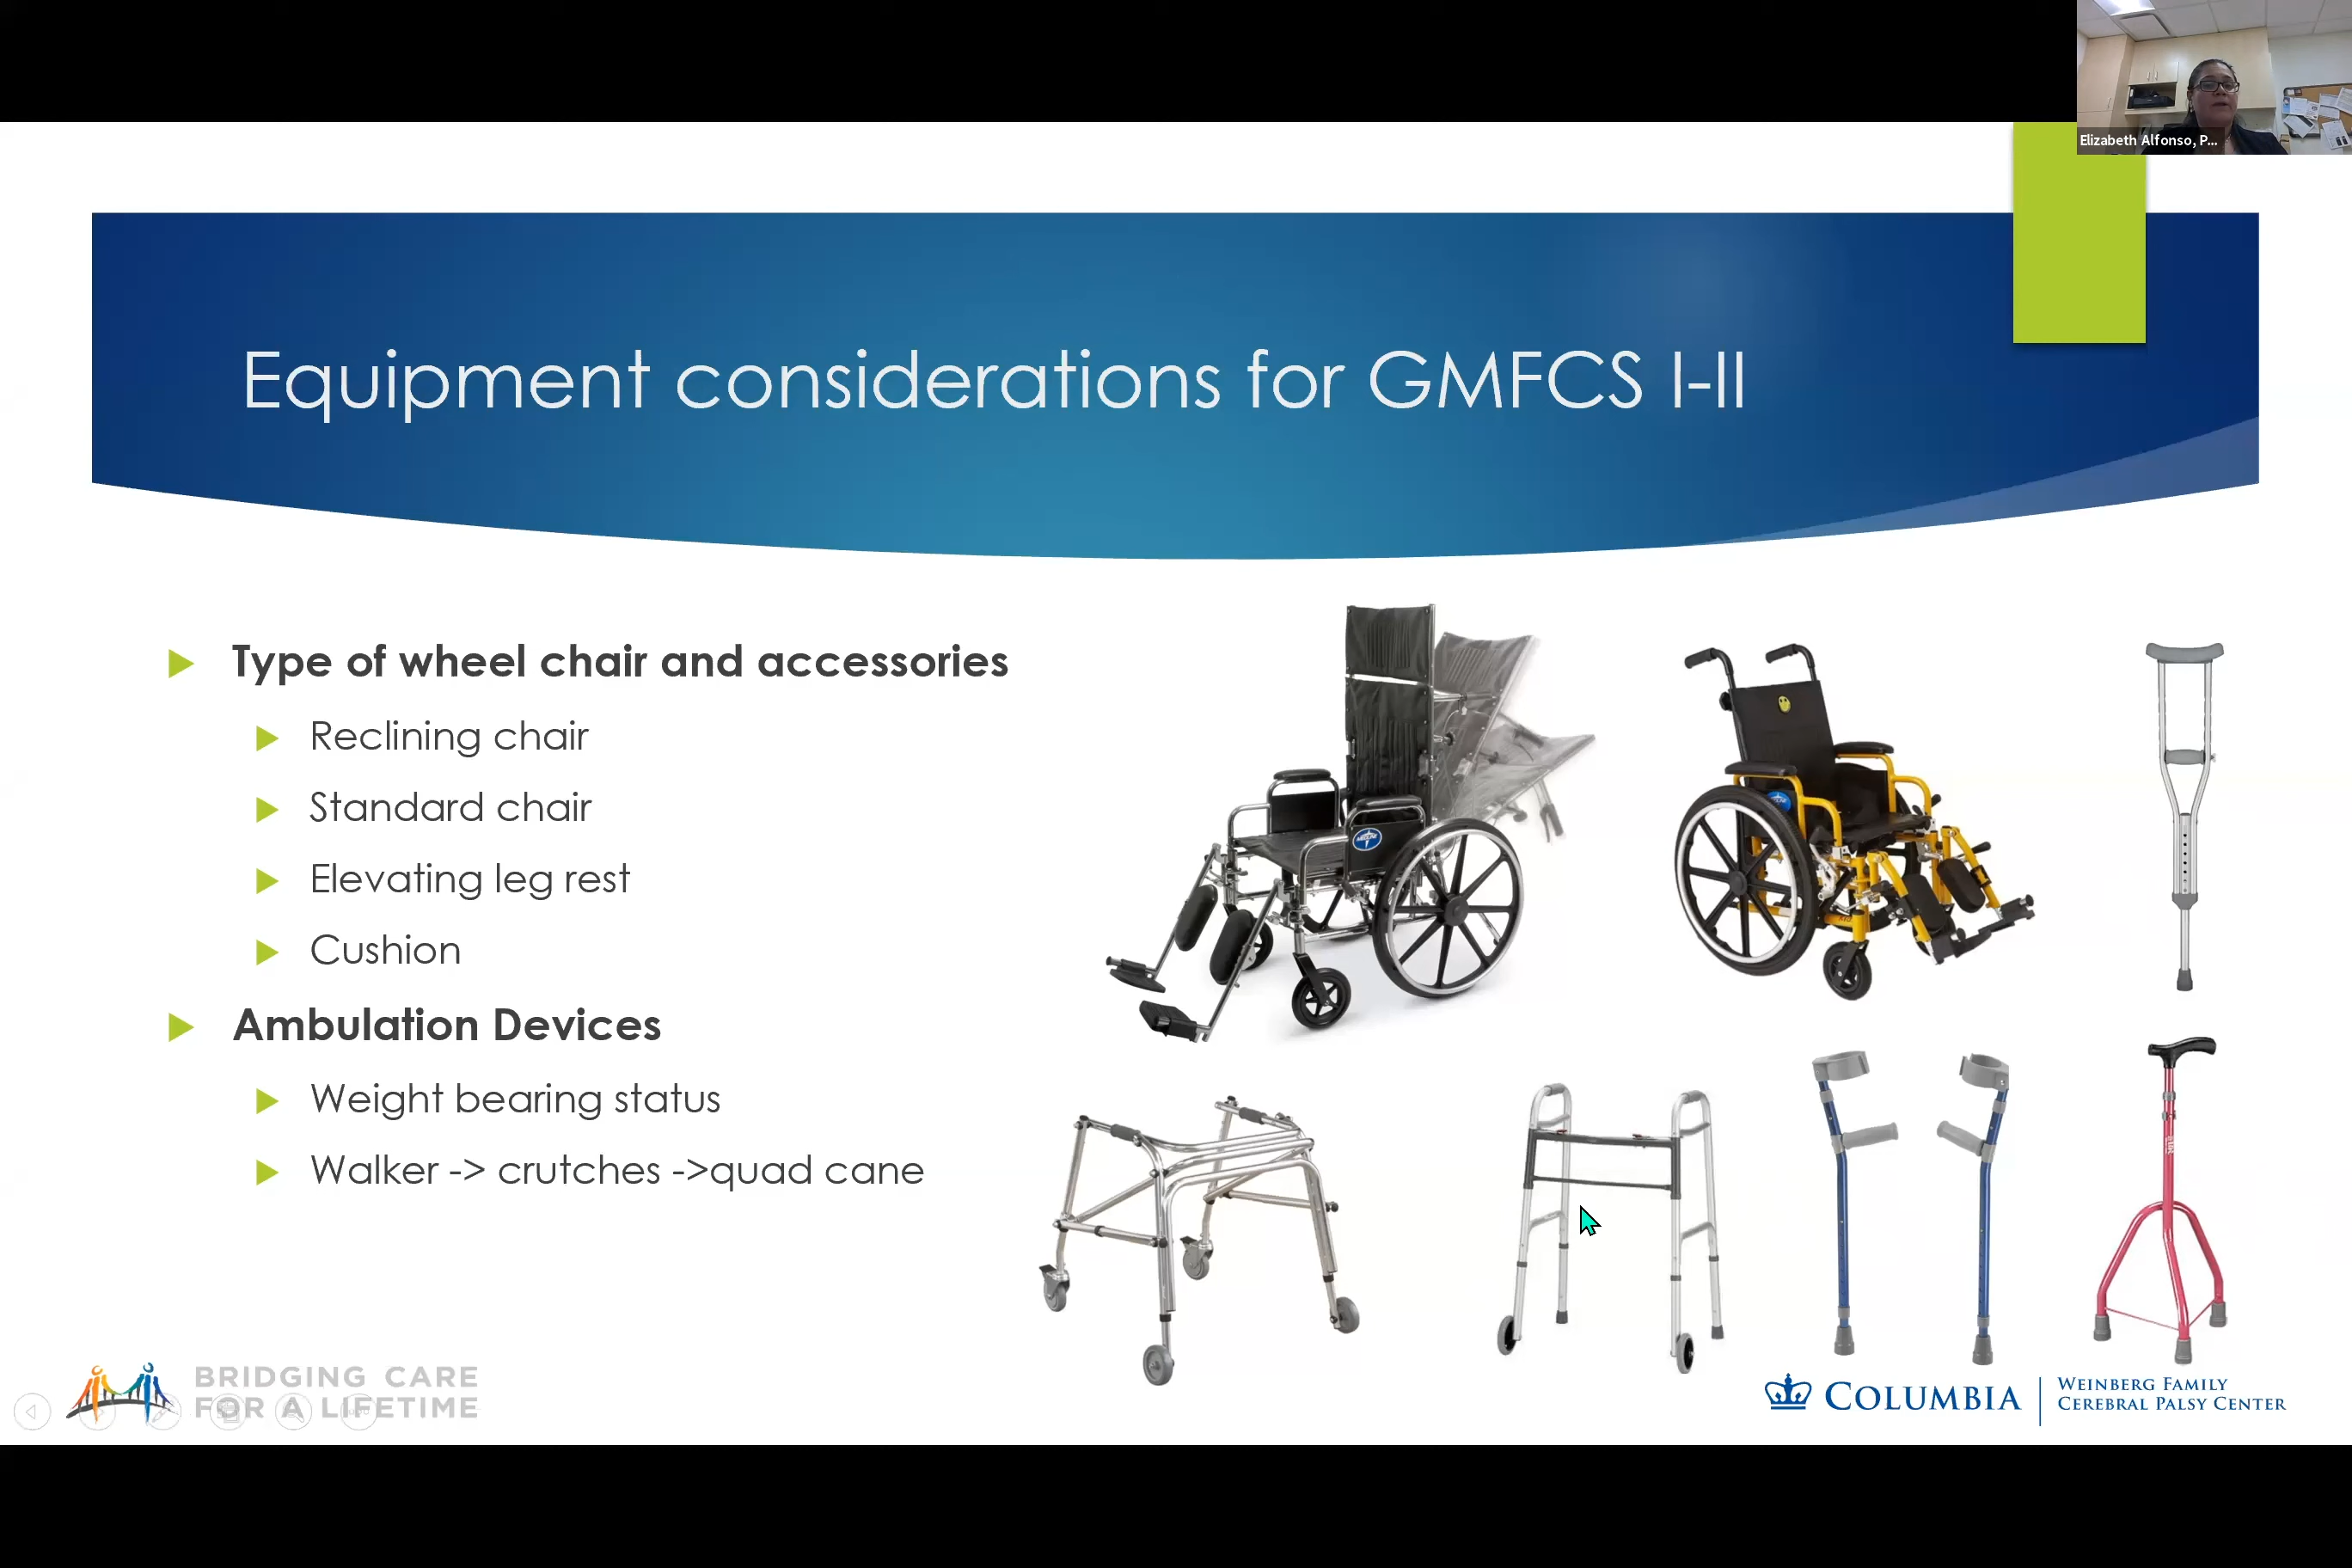 Elizabeth Alfonso, P...
Equipment considerations for GMFCS I-II
Type of wheel chair and accessories
Reclining chair
Standard chair
Elevating leg rest
Cushion
Ambulation Devices
Weight bearing status
Walker -> crutches ->quad cane
BRIDGING CARE
FOR A LIFETIME
COLUMBIA
WEINBERG FAMILY
CEREBRAL PALSY CENTER